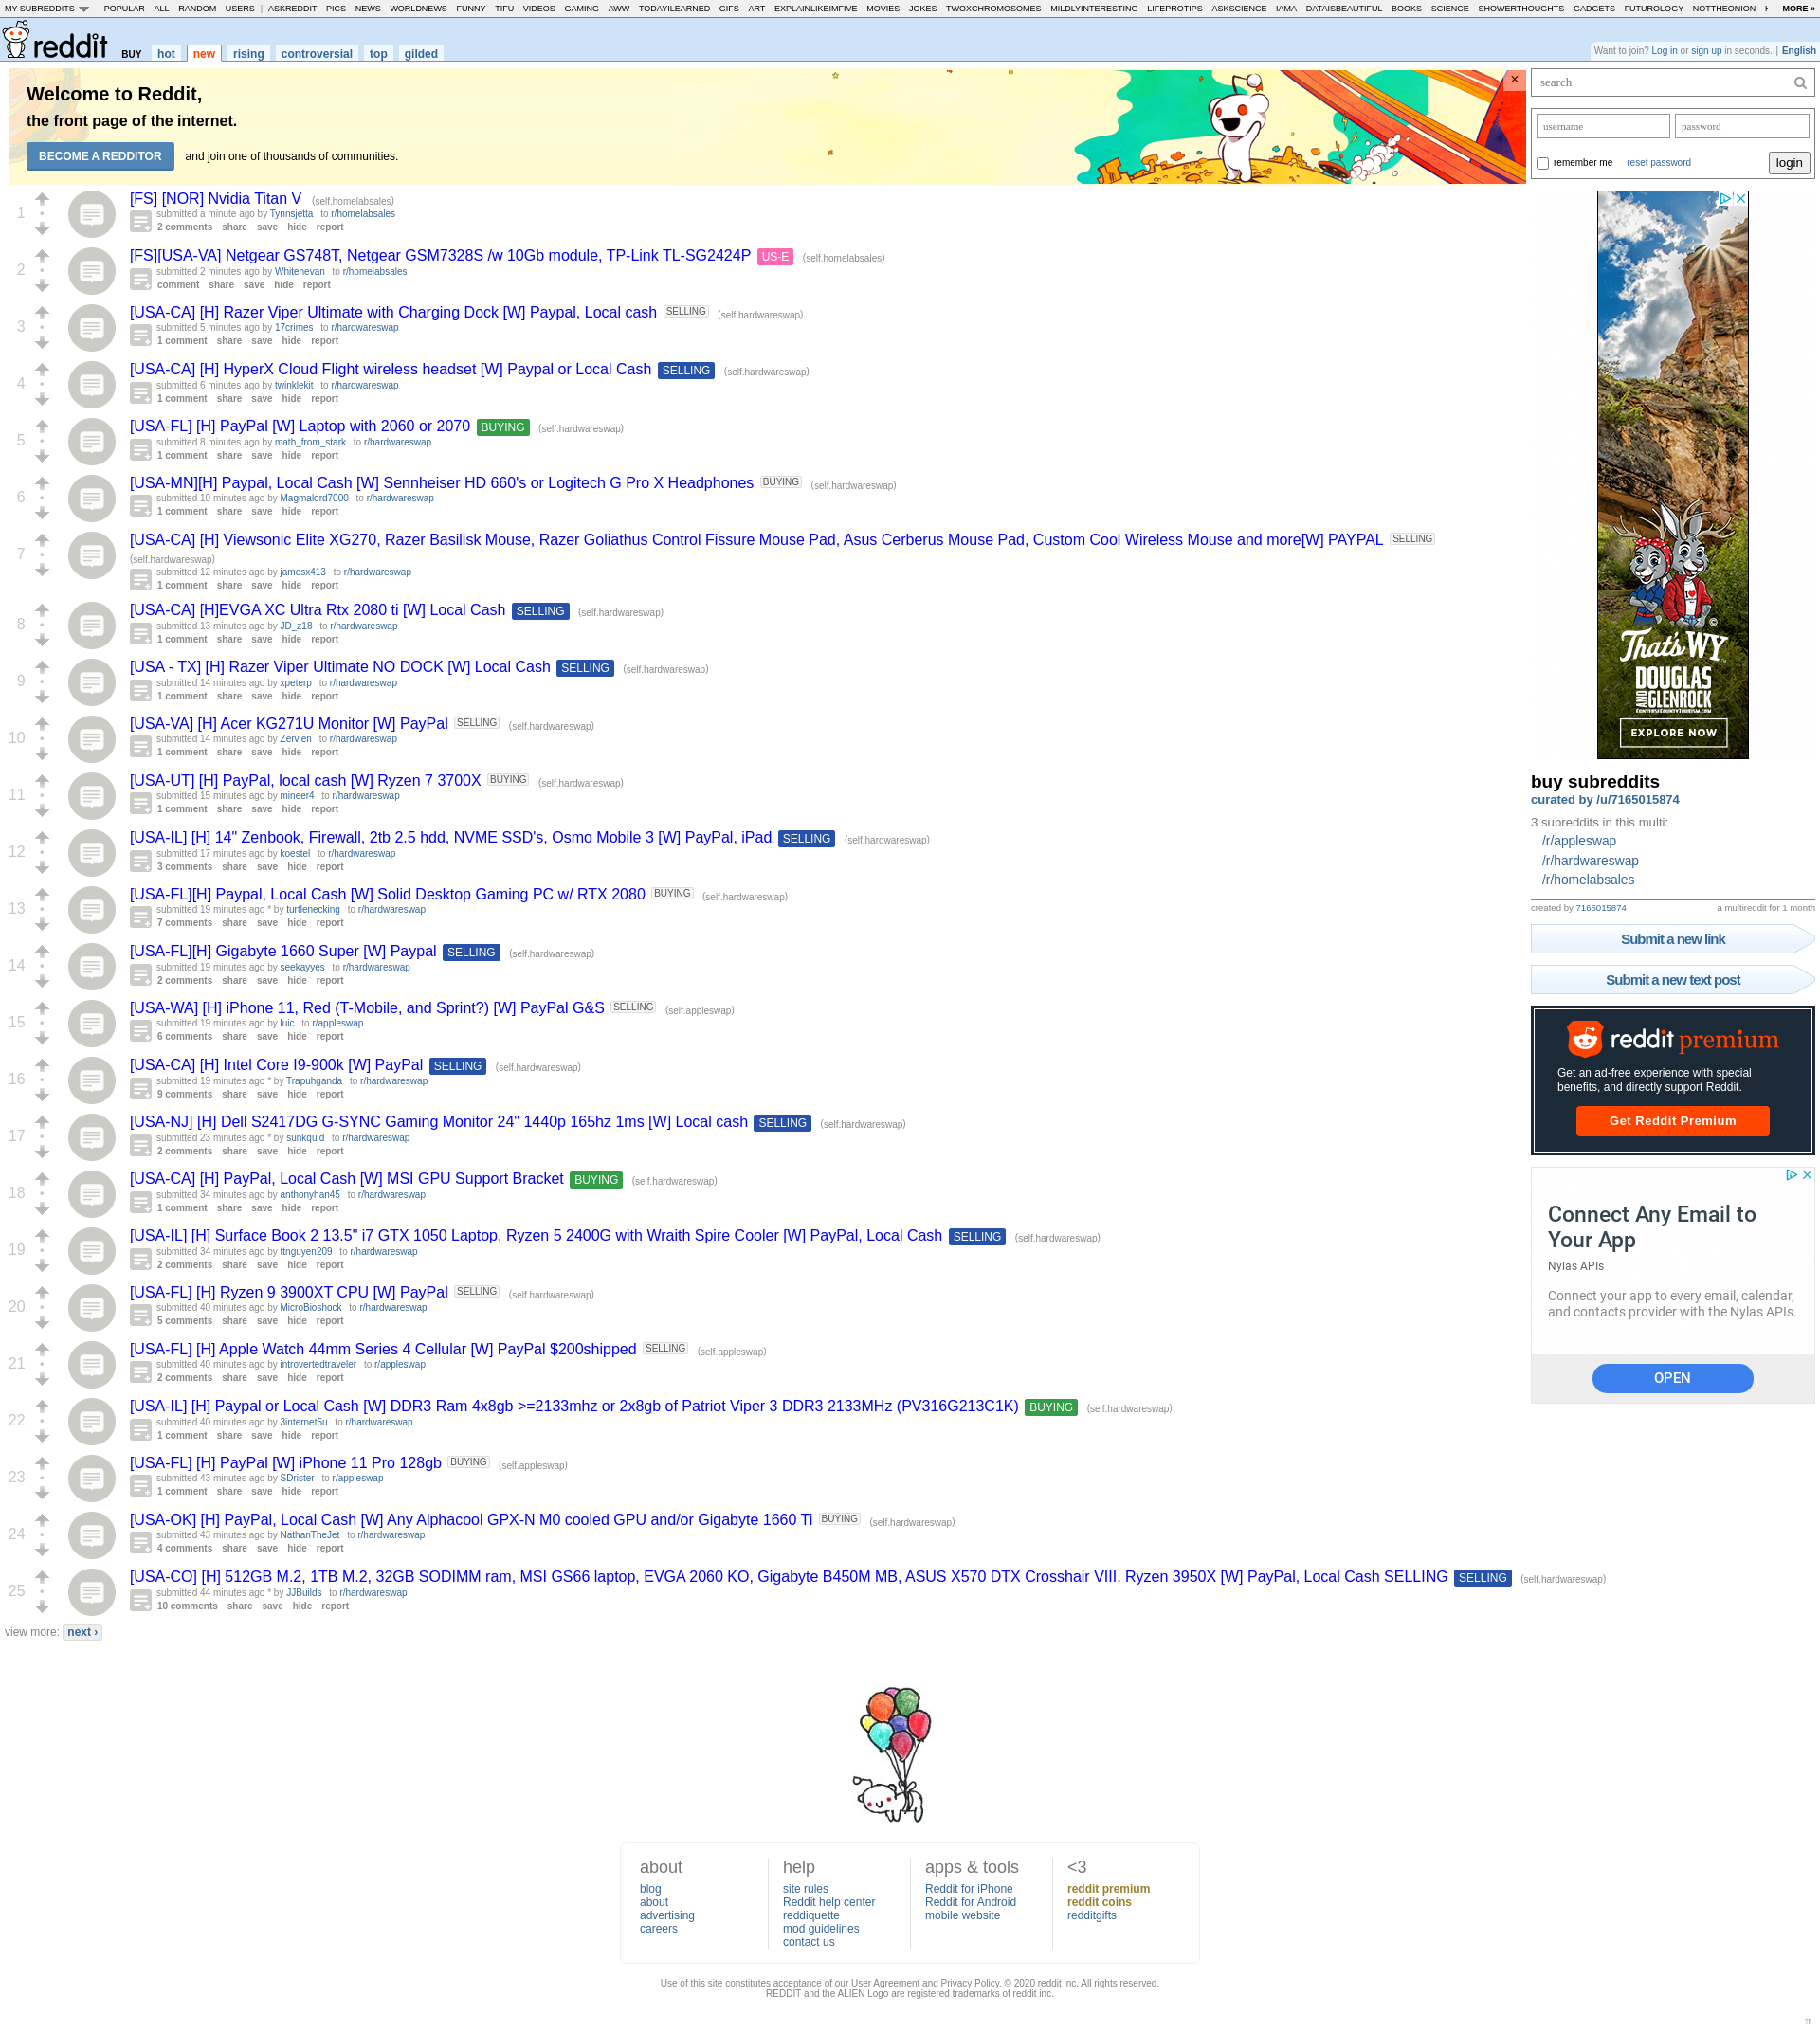 MY SUBREDDITS POPULAR - ALL - RANDOM - USERS | ASKREDDIT - PICS - NEWS - WORLDNEWS - FUNNY - TIFU - VIDEOS - GAMING - AWW - TODAYILEARNED - GIFS - ART - EXPLAINLIKEIMFIVE - MOVIES - JOKES - TWOXCHROMOSOMES - MILDLYINTERESTING - LIFEPROTIPS - ASKSCIENCE - IAMA - DATAISBEAUTIFUL - BOOKS - SCIENCE - SHOWERTHOUGHTS - GADGETS - FUTUROLOGY - NOTTHEONION - MORE »
reddit BUY hot new rising controversial top gilded
Want to join? Log in or sign up in seconds. | English
Welcome to Reddit,
the front page of the internet.
BECOME A REDDITOR and join one of thousands of communities.
×
search
username password
remember me reset password login
1
[FS] [NOR] Nvidia Titan V (self.homelabsales)
submitted a minute ago by Tynnsjetta to r/homelabsales
2 comments share save hide report
2
[FS][USA-VA] Netgear GS748T, Netgear GSM7328S /w 10Gb module, TP-Link TL-SG2424P US-E (self.homelabsales)
submitted 2 minutes ago by Whitehevan to r/homelabsales
comment share save hide report
3
[USA-CA] [H] Razer Viper Ultimate with Charging Dock [W] Paypal, Local cash SELLING (self.hardwareswap)
submitted 5 minutes ago by 17crimes to r/hardwareswap
1 comment share save hide report
4
[USA-CA] [H] HyperX Cloud Flight wireless headset [W] Paypal or Local Cash SELLING (self.hardwareswap)
submitted 6 minutes ago by twinklekit to r/hardwareswap
1 comment share save hide report
5
[USA-FL] [H] PayPal [W] Laptop with 2060 or 2070 BUYING (self.hardwareswap)
submitted 8 minutes ago by math_from_stark to r/hardwareswap
1 comment share save hide report
6
[USA-MN][H] Paypal, Local Cash [W] Sennheiser HD 660's or Logitech G Pro X Headphones BUYING (self.hardwareswap)
submitted 10 minutes ago by Magmalord7000 to r/hardwareswap
1 comment share save hide report
7
[USA-CA] [H] Viewsonic Elite XG270, Razer Basilisk Mouse, Razer Goliathus Control Fissure Mouse Pad, Asus Cerberus Mouse Pad, Custom Cool Wireless Mouse and more[W] PAYPAL SELLING
(self.hardwareswap)
submitted 12 minutes ago by jamesx413 to r/hardwareswap
1 comment share save hide report
8
[USA-CA] [H]EVGA XC Ultra Rtx 2080 ti [W] Local Cash SELLING (self.hardwareswap)
submitted 13 minutes ago by JD_z18 to r/hardwareswap
1 comment share save hide report
9
[USA - TX] [H] Razer Viper Ultimate NO DOCK [W] Local Cash SELLING (self.hardwareswap)
submitted 14 minutes ago by xpeterp to r/hardwareswap
1 comment share save hide report
10
[USA-VA] [H] Acer KG271U Monitor [W] PayPal SELLING (self.hardwareswap)
submitted 14 minutes ago by Zervien to r/hardwareswap
1 comment share save hide report
11
[USA-UT] [H] PayPal, local cash [W] Ryzen 7 3700X BUYING (self.hardwareswap)
submitted 15 minutes ago by mineer4 to r/hardwareswap
1 comment share save hide report
12
[USA-IL] [H] 14" Zenbook, Firewall, 2tb 2.5 hdd, NVME SSD's, Osmo Mobile 3 [W] PayPal, iPad SELLING (self.hardwareswap)
submitted 17 minutes ago by koestel to r/hardwareswap
3 comments share save hide report
13
[USA-FL][H] Paypal, Local Cash [W] Solid Desktop Gaming PC w/ RTX 2080 BUYING (self.hardwareswap)
submitted 19 minutes ago * by turtlenecking to r/hardwareswap
7 comments share save hide report
14
[USA-FL][H] Gigabyte 1660 Super [W] Paypal SELLING (self.hardwareswap)
submitted 19 minutes ago by seekayyes to r/hardwareswap
2 comments share save hide report
15
[USA-WA] [H] iPhone 11, Red (T-Mobile, and Sprint?) [W] PayPal G&S SELLING (self.appleswap)
submitted 19 minutes ago by luic to r/appleswap
6 comments share save hide report
16
[USA-CA] [H] Intel Core I9-900k [W] PayPal SELLING (self.hardwareswap)
submitted 19 minutes ago * by Trapuhganda to r/hardwareswap
9 comments share save hide report
17
[USA-NJ] [H] Dell S2417DG G-SYNC Gaming Monitor 24" 1440p 165hz 1ms [W] Local cash SELLING (self.hardwareswap)
submitted 23 minutes ago * by sunkquid to r/hardwareswap
2 comments share save hide report
18
[USA-CA] [H] PayPal, Local Cash [W] MSI GPU Support Bracket BUYING (self.hardwareswap)
submitted 34 minutes ago by anthonyhan45 to r/hardwareswap
1 comment share save hide report
19
[USA-IL] [H] Surface Book 2 13.5" i7 GTX 1050 Laptop, Ryzen 5 2400G with Wraith Spire Cooler [W] PayPal, Local Cash SELLING (self.hardwareswap)
submitted 34 minutes ago by ttnguyen209 to r/hardwareswap
2 comments share save hide report
20
[USA-FL] [H] Ryzen 9 3900XT CPU [W] PayPal SELLING (self.hardwareswap)
submitted 40 minutes ago by MicroBioshock to r/hardwareswap
5 comments share save hide report
21
[USA-FL] [H] Apple Watch 44mm Series 4 Cellular [W] PayPal $200shipped SELLING (self.appleswap)
submitted 40 minutes ago by introvertedtraveler to r/appleswap
2 comments share save hide report
22
[USA-IL] [H] Paypal or Local Cash [W] DDR3 Ram 4x8gb >=2133mhz or 2x8gb of Patriot Viper 3 DDR3 2133MHz (PV316G213C1K) BUYING (self.hardwareswap)
submitted 40 minutes ago by 3internet5u to r/hardwareswap
1 comment share save hide report
23
[USA-FL] [H] PayPal [W] iPhone 11 Pro 128gb BUYING (self.appleswap)
submitted 43 minutes ago by SDrister to r/appleswap
1 comment share save hide report
24
[USA-OK] [H] PayPal, Local Cash [W] Any Alphacool GPX-N M0 cooled GPU and/or Gigabyte 1660 Ti BUYING (self.hardwareswap)
submitted 43 minutes ago by NathanTheJet to r/hardwareswap
4 comments share save hide report
25
[USA-CO] [H] 512GB M.2, 1TB M.2, 32GB SODIMM ram, MSI GS66 laptop, EVGA 2060 KO, Gigabyte B450M MB, ASUS X570 DTX Crosshair VIII, Ryzen 3950X [W] PayPal, Local Cash SELLING SELLING (self.hardwareswap)
submitted 44 minutes ago * by JJBuilds to r/hardwareswap
10 comments share save hide report
view more: next ›
That's WY
DOUGLAS
AND GLENROCK
CONVERSECOUNTYTOURISM.COM
EXPLORE NOW
buy subreddits
curated by /u/7165015874
3 subreddits in this multi:
/r/appleswap
/r/hardwareswap
/r/homelabsales
created by 7165015874 a multireddit for 1 month
Submit a new link
Submit a new text post
reddit premium
Get an ad-free experience with special
benefits, and directly support Reddit.
Get Reddit Premium
Connect Any Email to
Your App
Nylas APIs
Connect your app to every email, calendar,
and contacts provider with the Nylas APIs.
OPEN
about
blog
about
advertising
careers
help
site rules
Reddit help center
reddiquette
mod guidelines
contact us
apps & tools
Reddit for iPhone
Reddit for Android
mobile website
<3
reddit premium
reddit coins
redditgifts
Use of this site constitutes acceptance of our User Agreement and Privacy Policy. © 2020 reddit inc. All rights reserved.
REDDIT and the ALIEN Logo are registered trademarks of reddit inc.
π